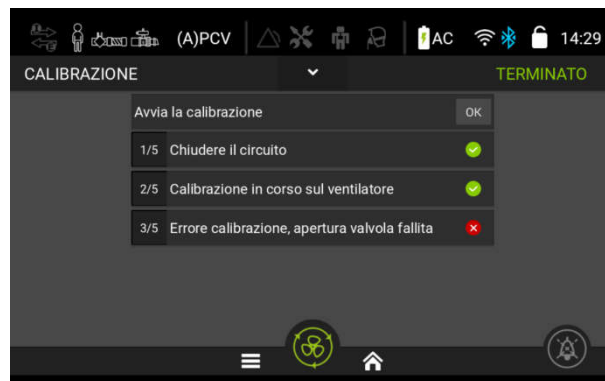 (A)PCV AC 14:29
CALIBRAZIONE TERMINATO
Avvia la calibrazione OK
1/5 Chiudere il circuito
2/5 Calibrazione in corso sul ventilatore
3/5 Errore calibrazione, apertura valvola fallita